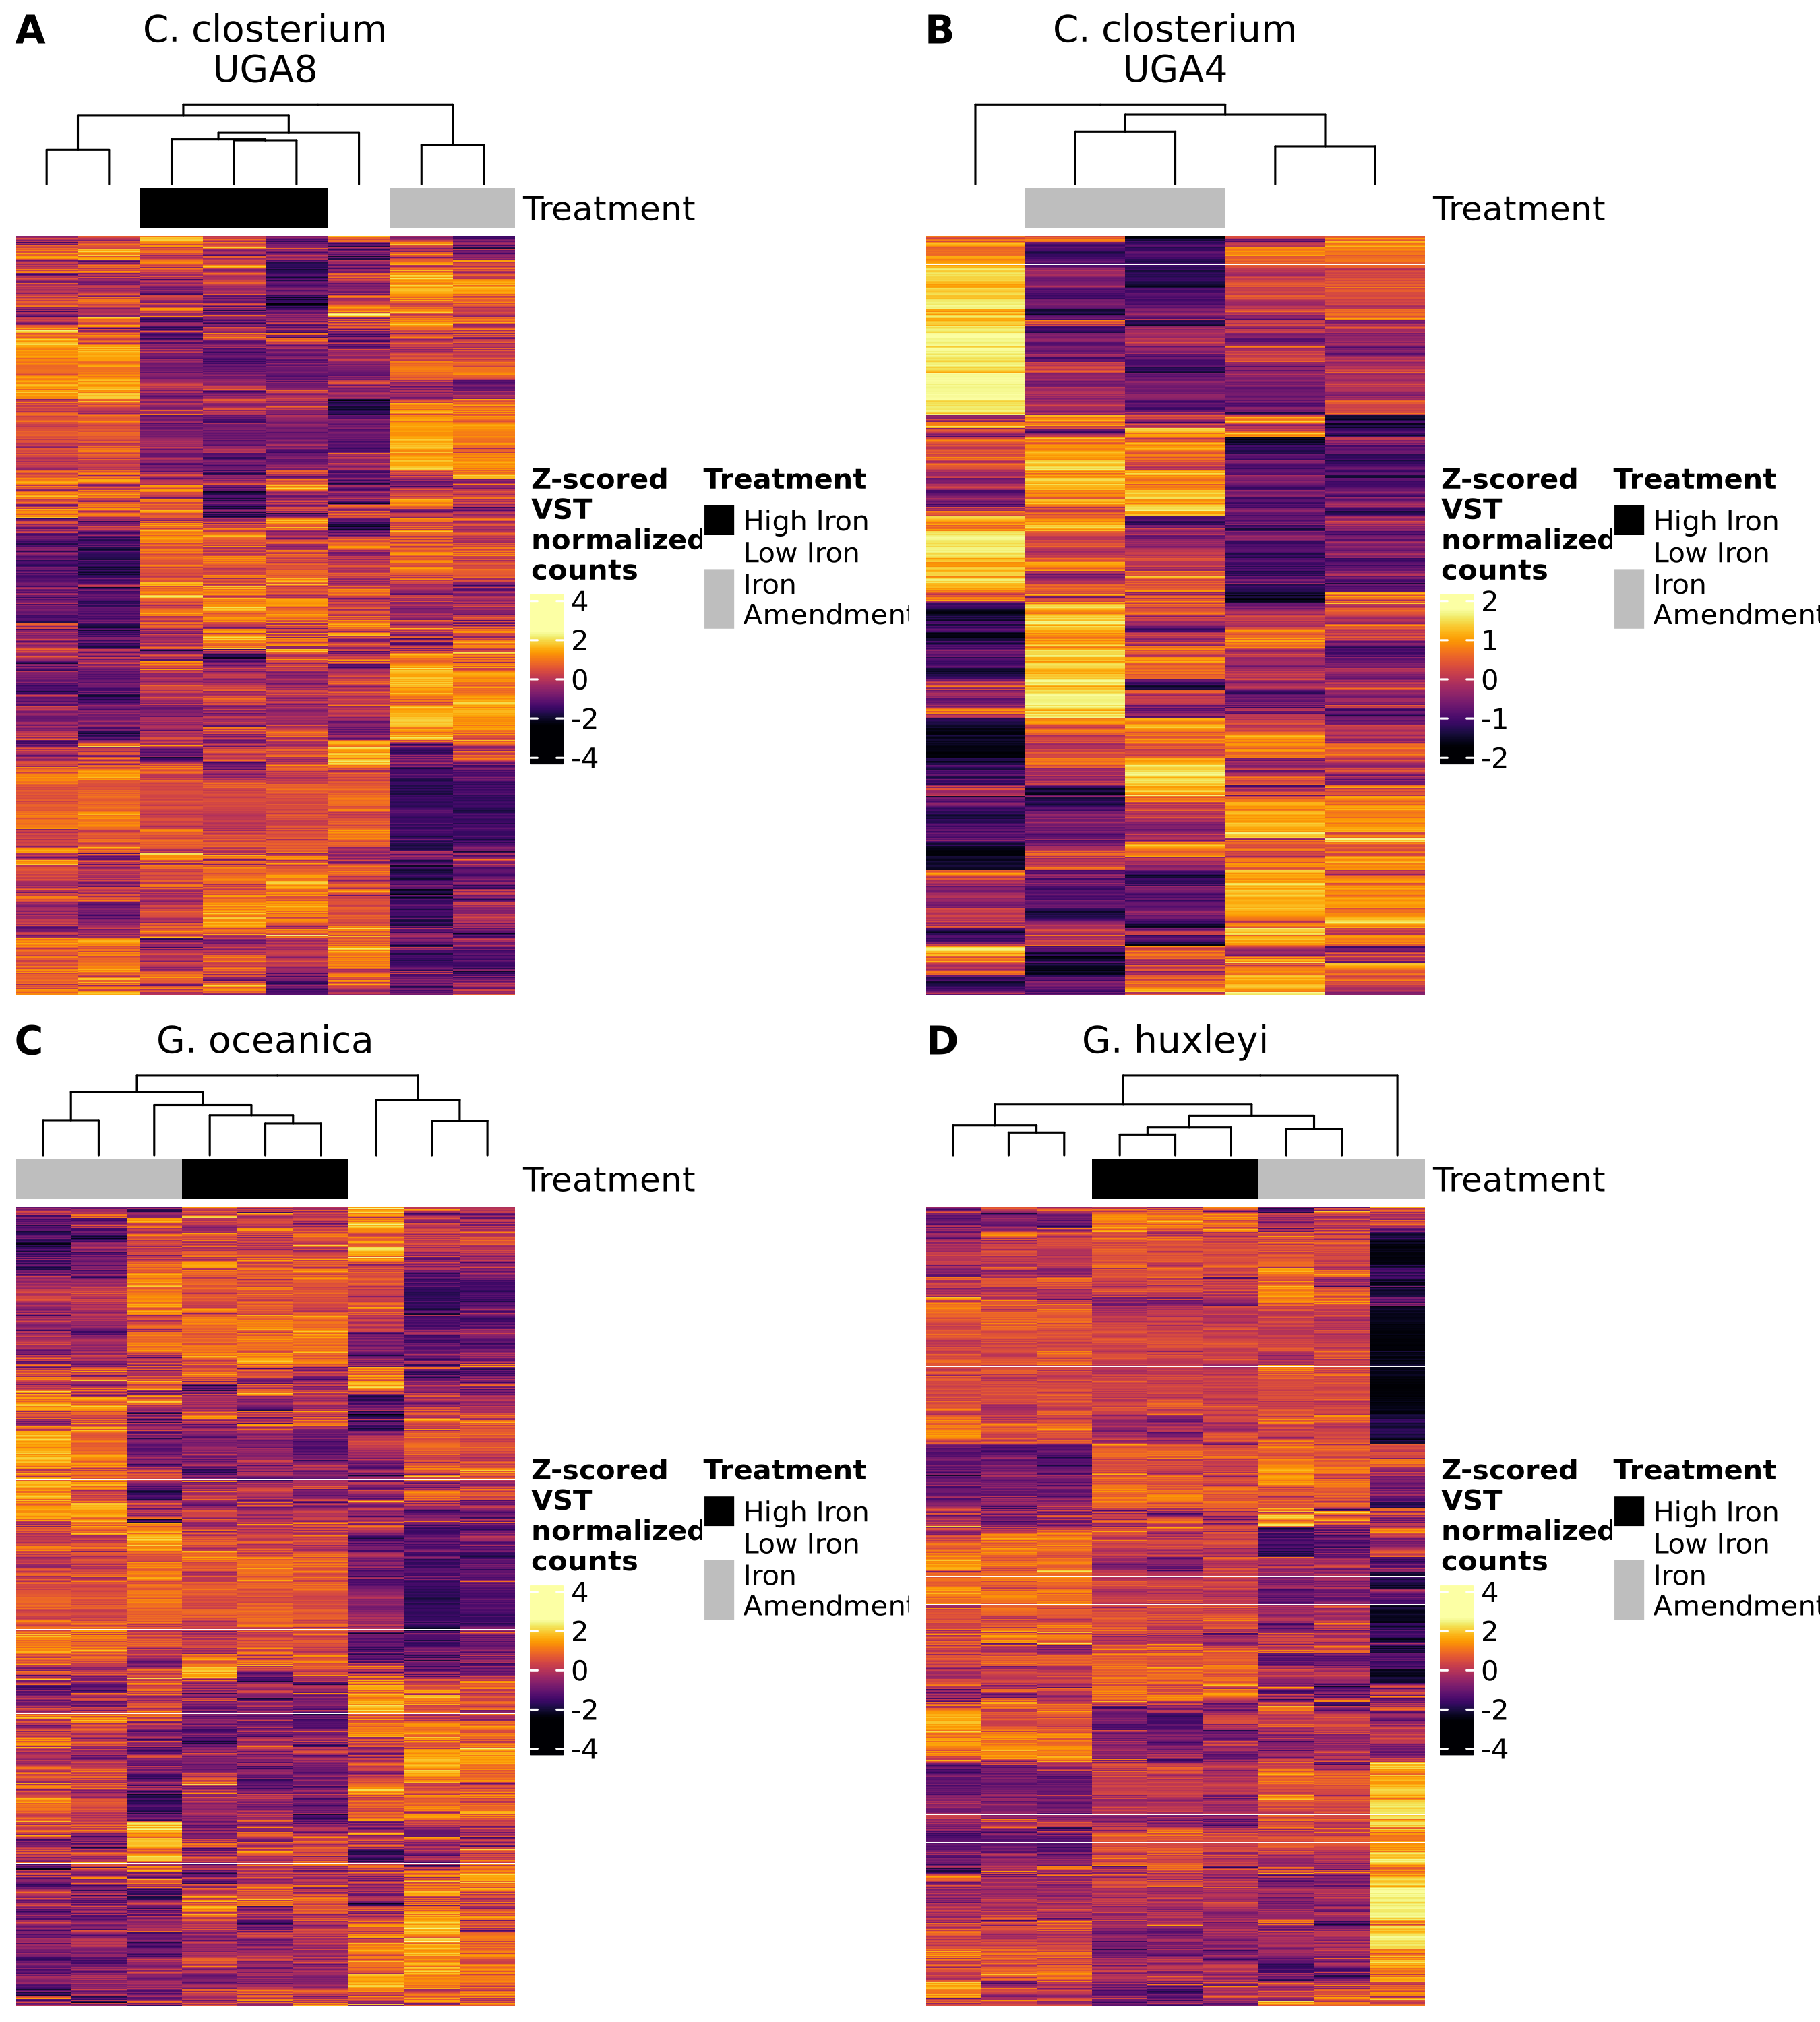 A
C. closterium
UGA8
Treatment
Z-scored
VST
normalized
counts
4
2
0
-2
-4
Treatment
High Iron
Low Iron
Iron
Amendment
B
C. closterium
UGA4
Treatment
Z-scored
VST
normalized
counts
2
1
0
-1
-2
Treatment
High Iron
Low Iron
Iron
Amendment
C
G. oceanica
Treatment
Z-scored
VST
normalized
counts
4
2
0
-2
-4
Treatment
High Iron
Low Iron
Iron
Amendment
D
G. huxleyi
Treatment
Z-scored
VST
normalized
counts
4
2
0
-2
-4
Treatment
High Iron
Low Iron
Iron
Amendment